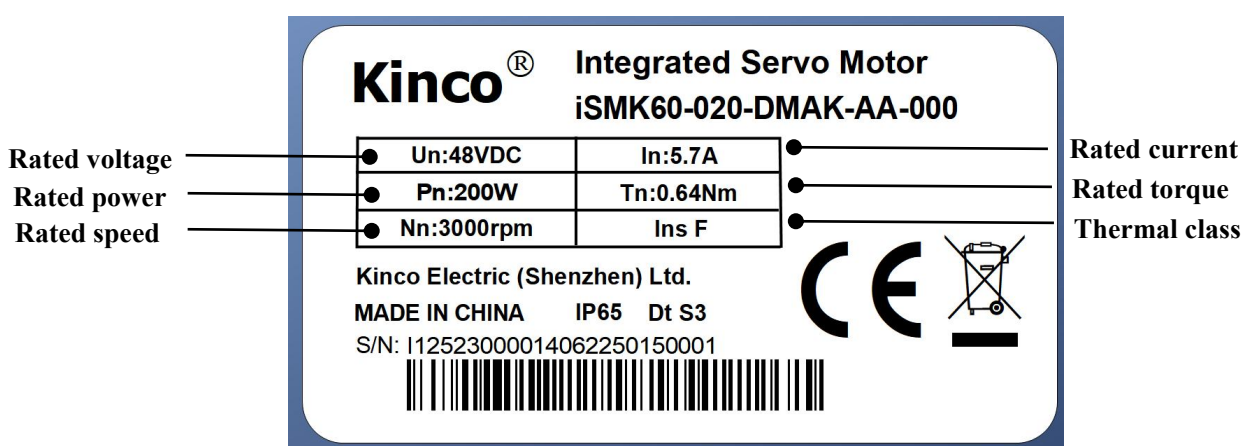 Kinco®
Integrated Servo Motor
iSMK60-020-DMAK-AA-000
Rated voltage
Un:48VDC
In:5.7A
Rated current
Rated power
Pn:200W
Tn:0.64Nm
Rated torque
Rated speed
Nn:3000rpm
Ins F
Thermal class
Kinco Electric (Shenzhen) Ltd.
MADE IN CHINA IP65 Dt S3
S/N: I12523000014062250150001
CE